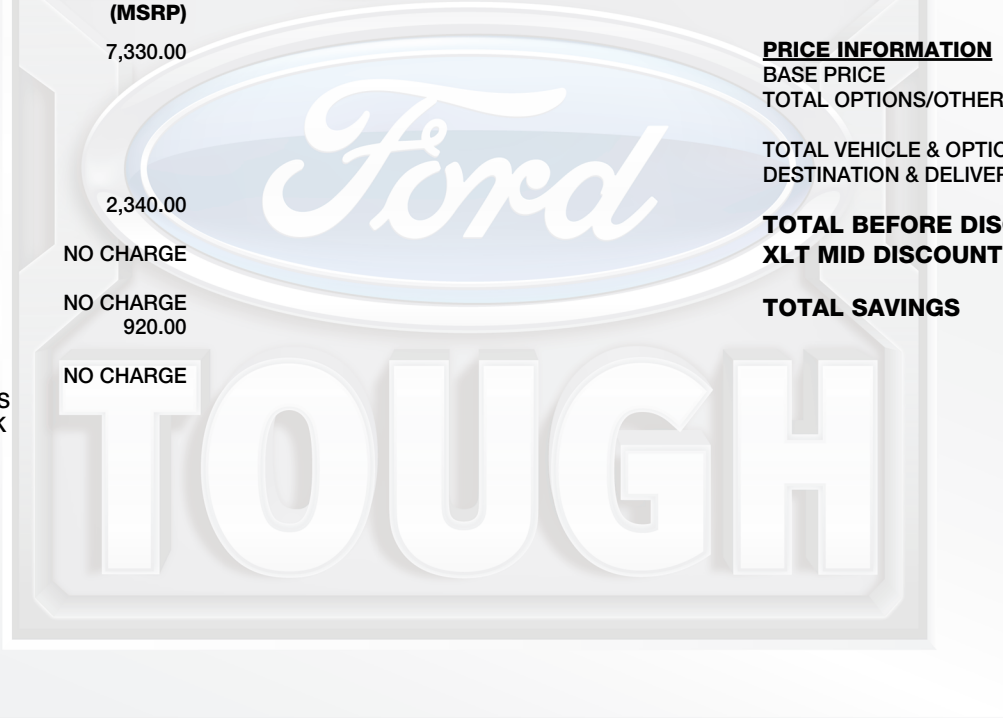 (MSRP)
7,330.00
2,340.00
NO CHARGE
NO CHARGE
920.00
NO CHARGE
S
K
PRICE INFORMATION
BASE PRICE
TOTAL OPTIONS/OTHER
TOTAL VEHICLE & OPTIO
DESTINATION & DELIVER
TOTAL BEFORE DIS
XLT MID DISCOUNT
TOTAL SAVINGS
Ford
TOUGH